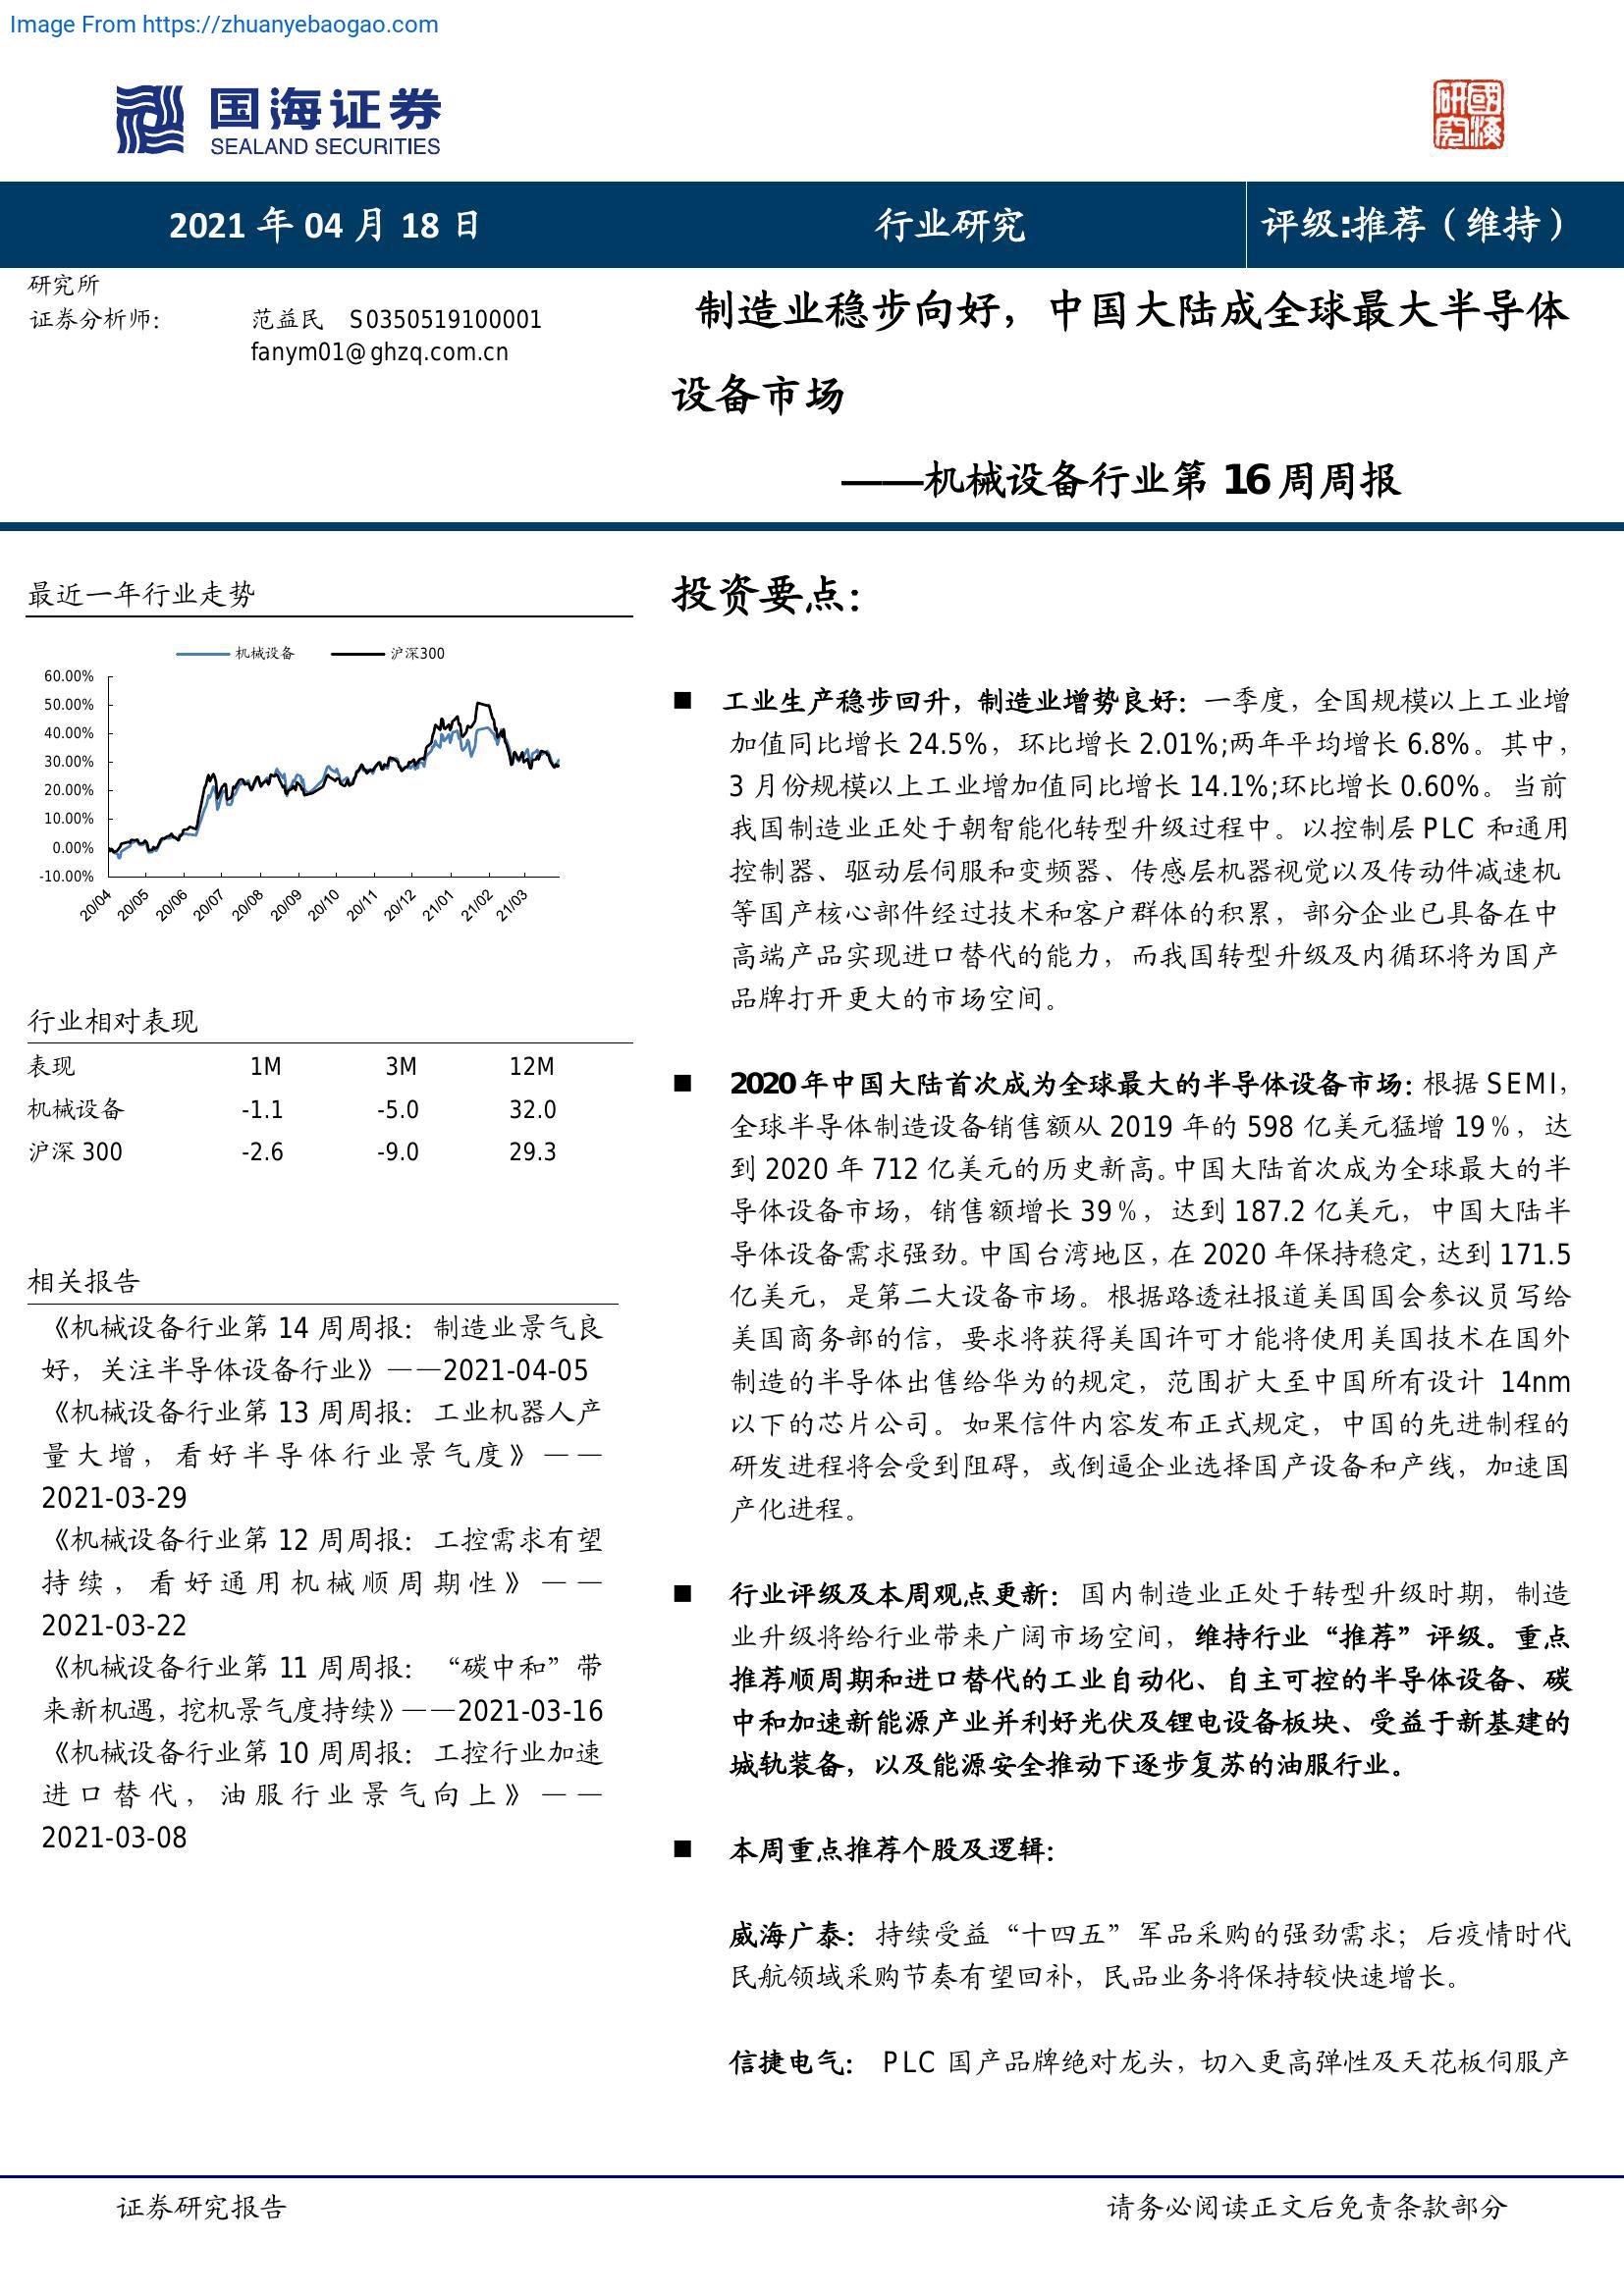 Image From https://zhuanyebaogao.com
国海证券
SEALAND SECURITIES
研究
國海
2021 年 04 月 18 日
行业研究
评级:推荐（维持）
研究所
证券分析师：
范益民 S0350519100001
fanym01@ghzq.com.cn
制造业稳步向好，中国大陆成全球最大半导体
设备市场
——机械设备行业第 16 周周报
最近一年行业走势
机械设备 沪深300
60.00%
50.00%
40.00%
30.00%
20.00%
10.00%
0.00%
-10.00%
20/04 20/05 20/06 20/07 20/08 20/09 20/10 20/11 20/12 21/01 21/02 21/03
行业相对表现
表现 1M 3M 12M
机械设备 -1.1 -5.0 32.0
沪深 300 -2.6 -9.0 29.3
相关报告
《机械设备行业第 14 周周报：制造业景气良
好，关注半导体设备行业》——2021-04-05
《机械设备行业第 13 周周报：工业机器人产
量大增，看好半导体行业景气度》——
2021-03-29
《机械设备行业第 12 周周报：工控需求有望
持续，看好通用机械顺周期性》——
2021-03-22
《机械设备行业第 11 周周报：“碳中和”带
来新机遇，挖机景气度持续》——2021-03-16
《机械设备行业第 10 周周报：工控行业加速
进口替代，油服行业景气向上》——
2021-03-08
投资要点：
■ 工业生产稳步回升，制造业增势良好：一季度，全国规模以上工业增
加值同比增长 24.5%，环比增长 2.01%;两年平均增长 6.8%。其中，
3 月份规模以上工业增加值同比增长 14.1%;环比增长 0.60%。当前
我国制造业正处于朝智能化转型升级过程中。以控制层 PLC 和通用
控制器、驱动层伺服和变频器、传感层机器视觉以及传动件减速机
等国产核心部件经过技术和客户群体的积累，部分企业已具备在中
高端产品实现进口替代的能力，而我国转型升级及内循环将为国产
品牌打开更大的市场空间。
■ 2020 年中国大陆首次成为全球最大的半导体设备市场：根据 SEMI，
全球半导体制造设备销售额从 2019 年的 598 亿美元猛增 19％，达
到 2020 年 712 亿美元的历史新高。中国大陆首次成为全球最大的半
导体设备市场，销售额增长 39％，达到 187.2 亿美元，中国大陆半
导体设备需求强劲。中国台湾地区，在 2020 年保持稳定，达到 171.5
亿美元，是第二大设备市场。根据路透社报道美国国会参议员写给
美国商务部的信，要求将获得美国许可才能将使用美国技术在国外
制造的半导体出售给华为的规定，范围扩大至中国所有设计 14nm
以下的芯片公司。如果信件内容发布正式规定，中国的先进制程的
研发进程将会受到阻碍，或倒逼企业选择国产设备和产线，加速国
产化进程。
■ 行业评级及本周观点更新：国内制造业正处于转型升级时期，制造
业升级将给行业带来广阔市场空间，维持行业“推荐”评级。重点
推荐顺周期和进口替代的工业自动化、自主可控的半导体设备、碳
中和加速新能源产业并利好光伏及锂电设备板块、受益于新基建的
城轨装备，以及能源安全推动下逐步复苏的油服行业。
■ 本周重点推荐个股及逻辑：
威海广泰：持续受益“十四五”军品采购的强劲需求；后疫情时代
民航领域采购节奏有望回补，民品业务将保持较快速增长。
信捷电气： PLC 国产品牌绝对龙头，切入更高弹性及天花板伺服产
证券研究报告
请务必阅读正文后免责条款部分